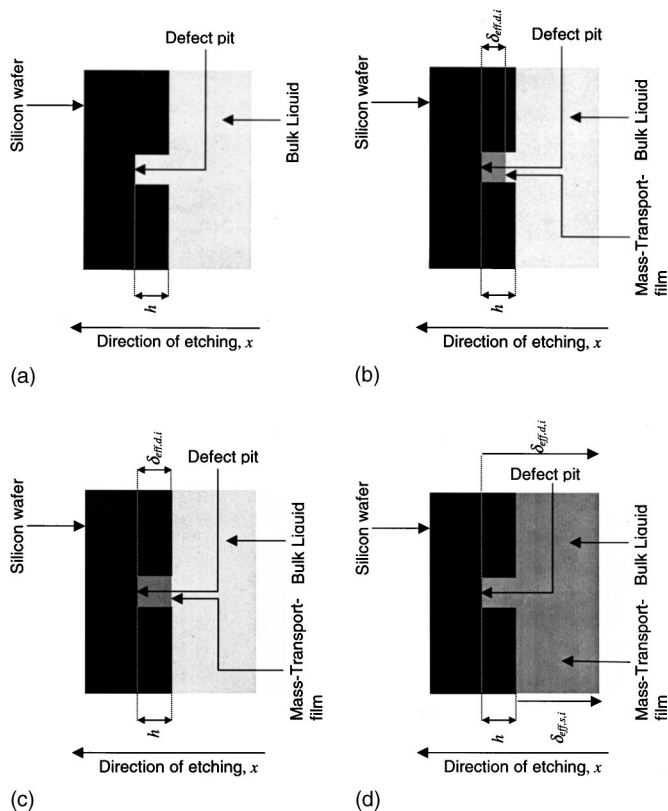 Silicon wafer
Defect pit
Bulk Liquid
h
Direction of etching, x
(a)
δeff,d,i
Silicon wafer
Defect pit
Bulk Liquid
Mass-Transport-
film
h
Direction of etching, x
(b)
δeff,d,i
Silicon wafer
Defect pit
Bulk Liquid
Mass-Transport-
film
h
Direction of etching, x
(c)
δeff,d,i
Silicon wafer
Defect pit
Bulk Liquid
Mass-Transport-
film
h
δeff,s,i
Direction of etching, x
(d)